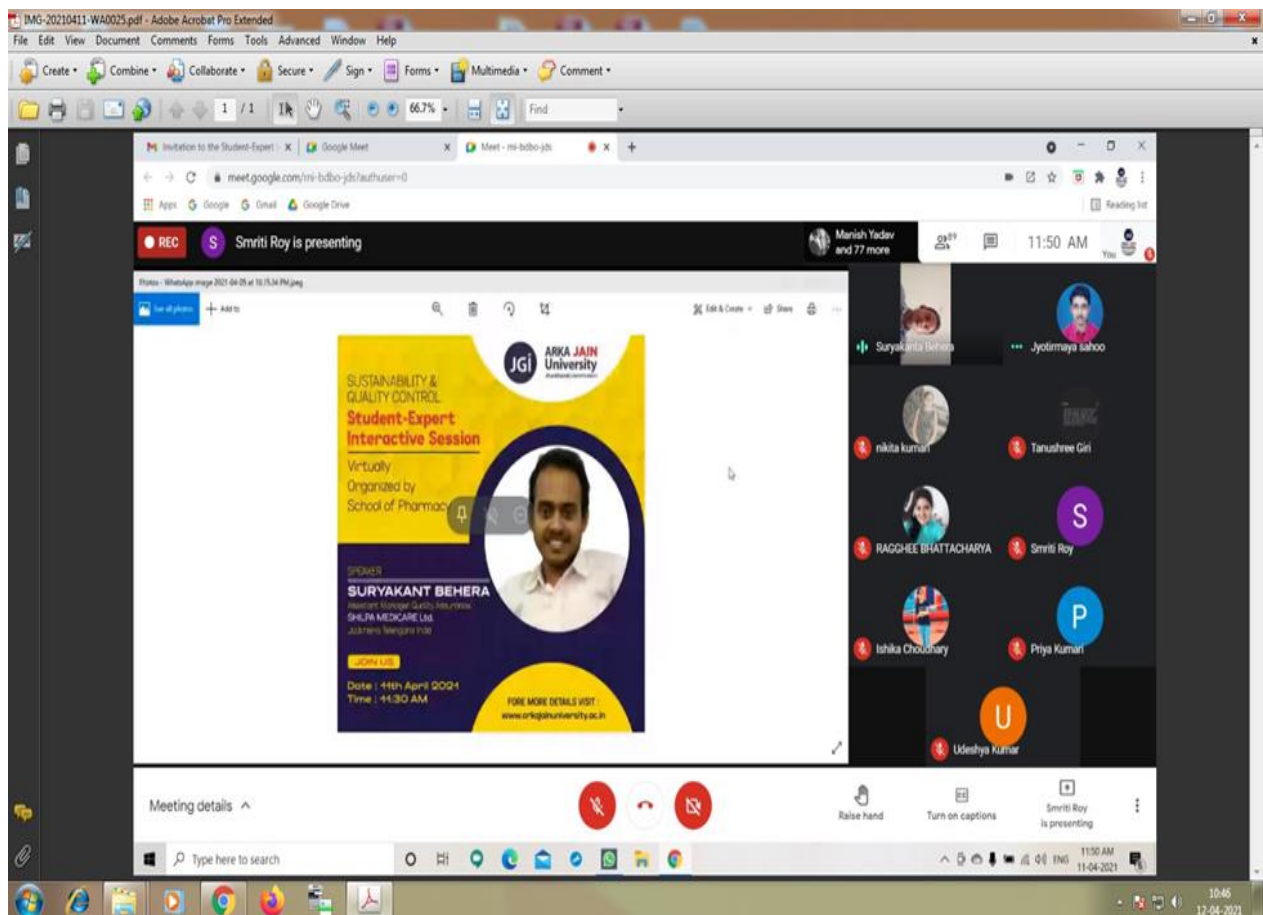 IMG-20210411-WA0025.pdf - Adobe Acrobat Pro Extended
File Edit View Document Comments Forms Tools Advanced Window Help
Create Combine Collaborate Secure Sign Forms Multimedia Comment
1 / 1 66.7% Find
Invitation to the Student-Expert Google Meet Meet - mi-bdbo-jds
meet.google.com/mi-bdbo-jds?authuser=0
Apps Google Gmail Google Drive Reading list
REC S Smriti Roy is presenting
Manish Yadav
and 77 more
89
11:50 AM
You
Photos - WhatsApp Image 2021-04-05 at 10.15.34 PM.jpeg
See all photos Add to Edit & Create Share
JGi
ARKA JAIN
University
SUSTAINABILITY &
QUALITY CONTROL
Student-Expert
Interactive Session
Virtually
Organized by
School of Pharmacy
SPEAKER
SURYAKANT BEHERA
Assistant Manager Quality Assurance
SHILPA MEDICARE Ltd.
Telangana India
JOIN US
Date : 11th April 2021
Time : 11:30 AM
FORE MORE DETAILS VISIT :
www.arkajainuniversity.ac.in
Suryakanta Behera
Jyotirmaya sahoo
nikita kumari
Tanushree Giri
RAGGHEE BHATTACHARYA
S
Smriti Roy
Ishika Choudhary
P
Priya Kumari
U
Udeshya Kumar
Meeting details
Raise hand
Turn on captions
Smriti Roy
is presenting
Type here to search
ENG
11:50 AM
11-04-2021
10:46
12-04-2021